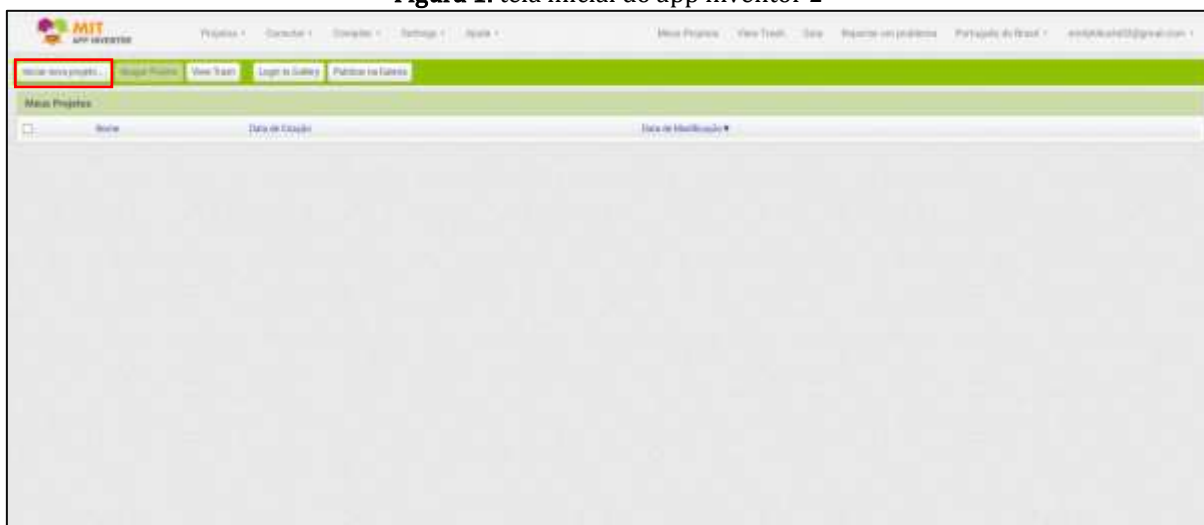 Figura 1: tela inicial do app inventor 2
MIT
APP INVENTOR
Projetos Conectar Compilar Settings Ajuda Meus Projetos View Trash Guia Reportar um problema Português do Brasil
Iniciar novo projeto... Apagar Projeto View Trash Login to Gallery Publicar na Galeria
Meus Projetos
Nome Data de Criação Data de Modificação ▼